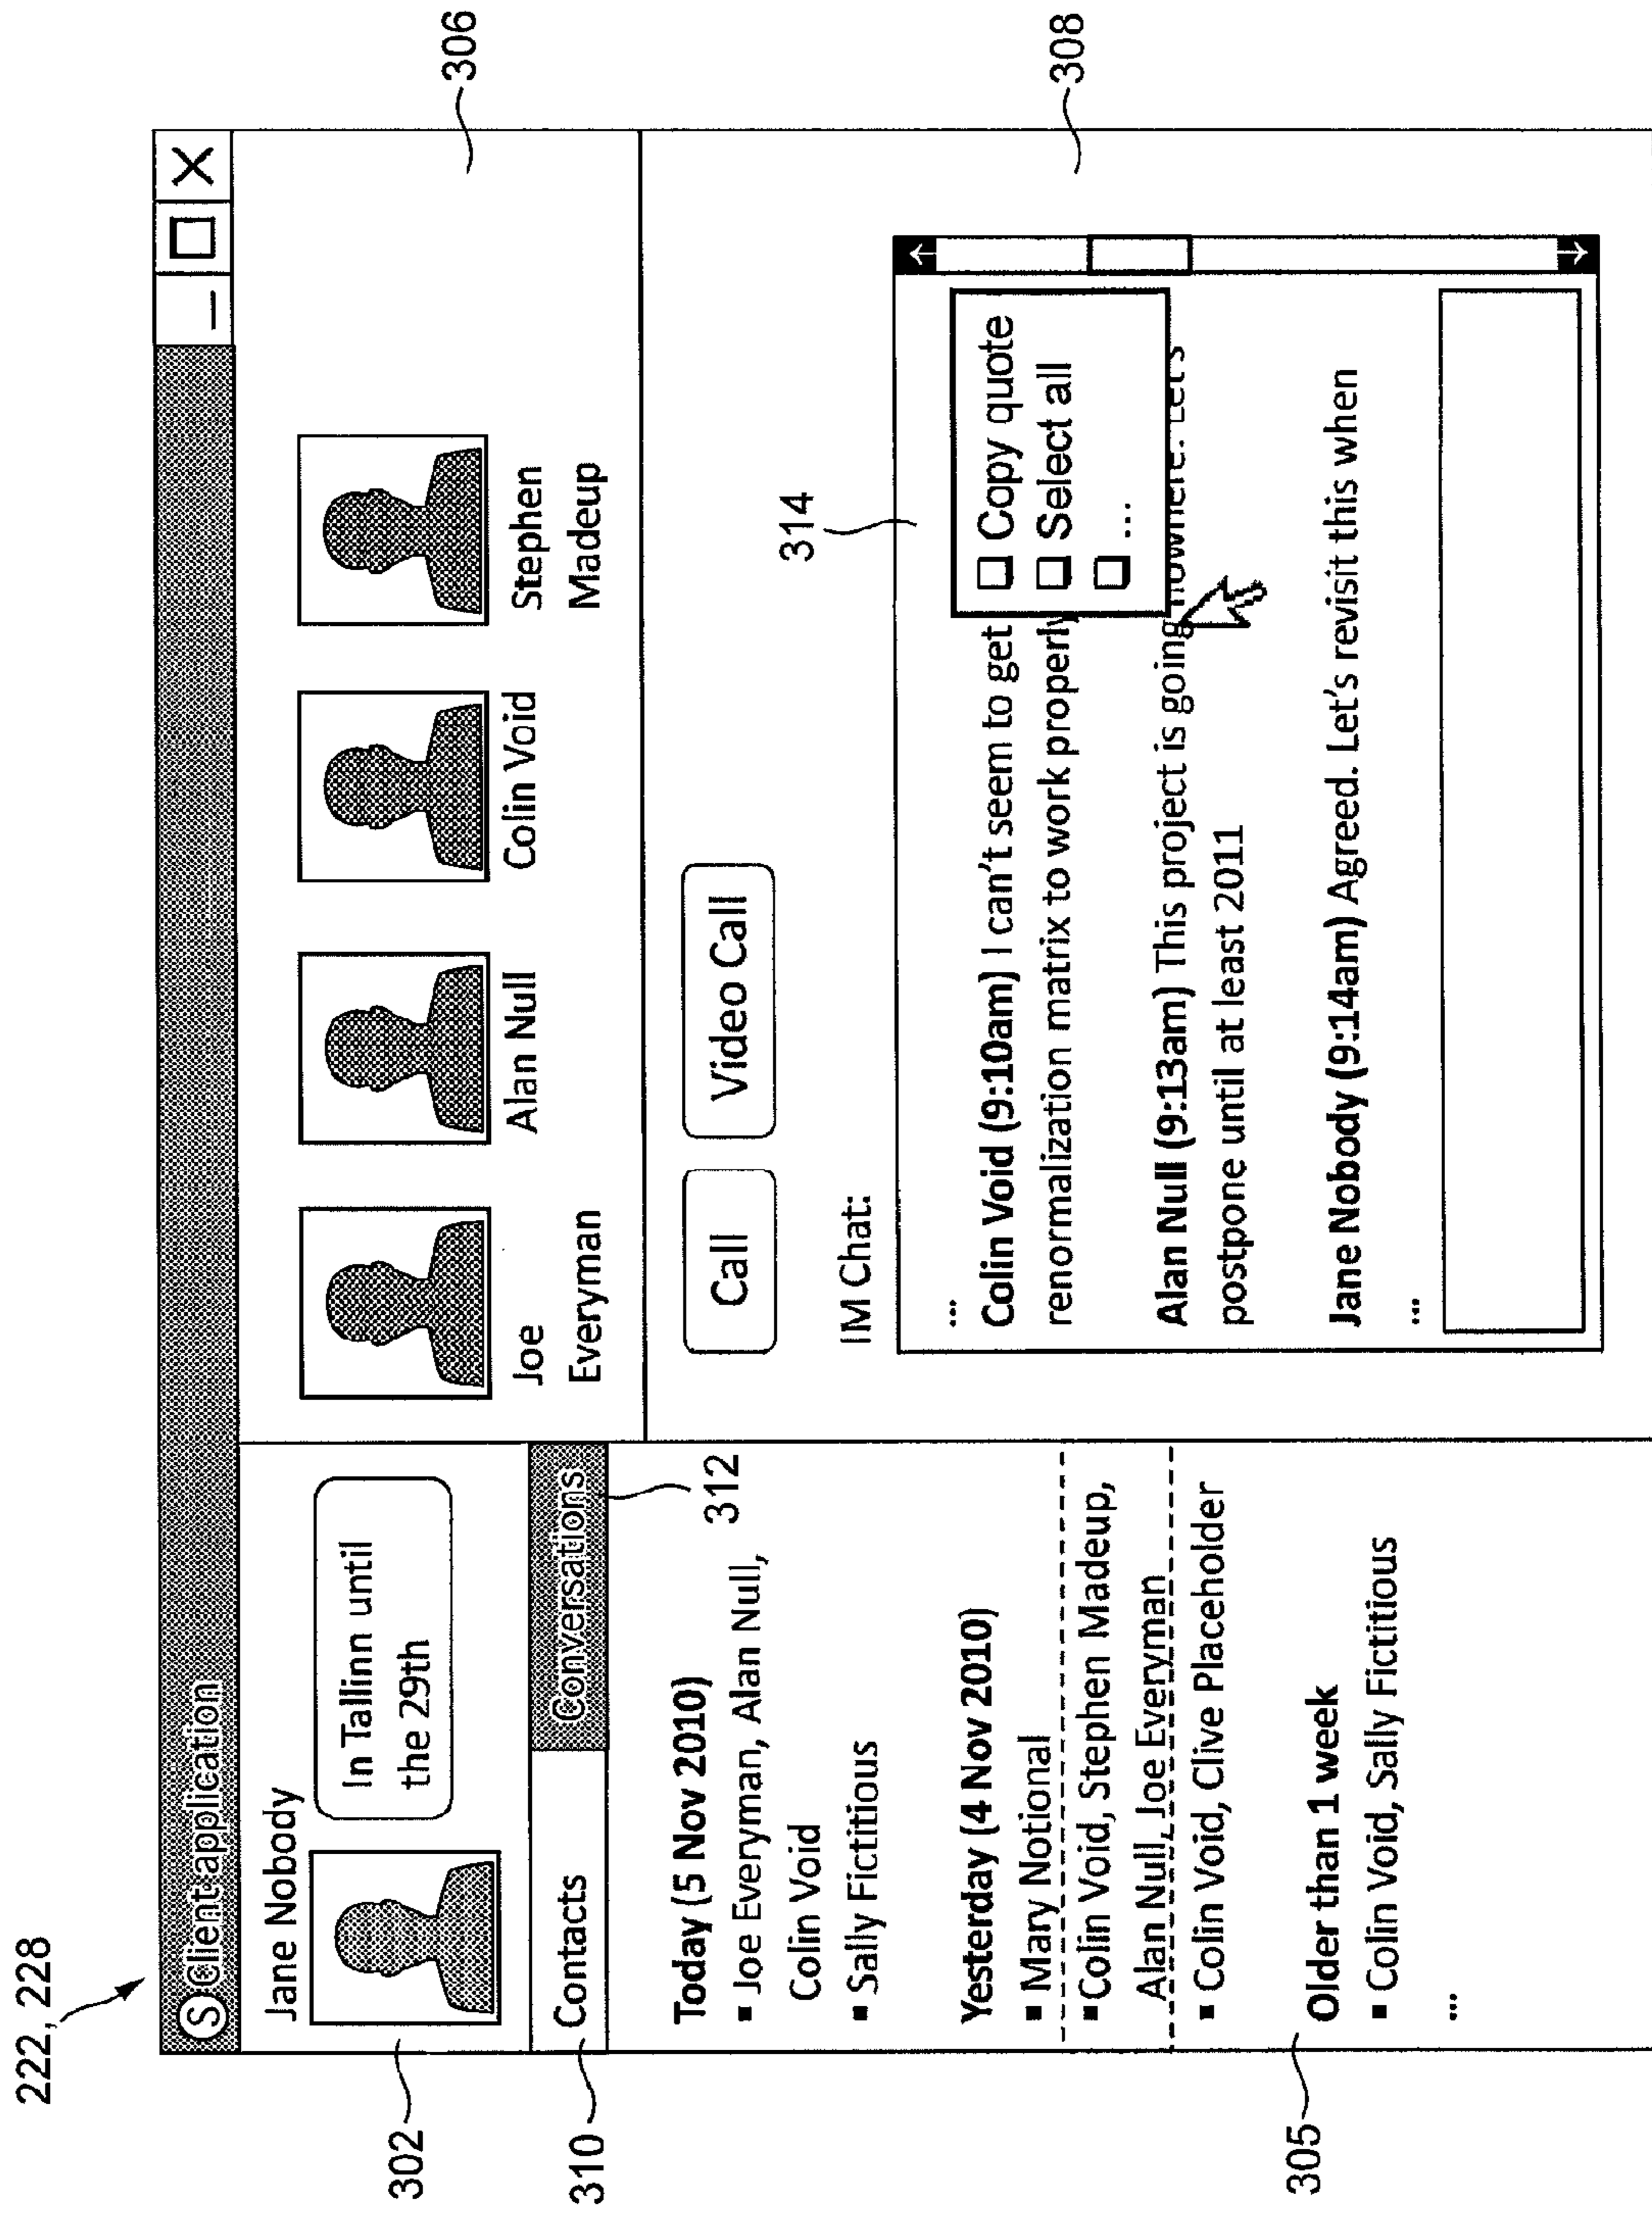 222, 228
S Client application
_ □ X
302
Jane Nobody
In Tallinn until
the 29th
310
Contacts
Conversations
312
Today (5 Nov 2010)
▪ Joe Everyman, Alan Null,
Colin Void
▪ Sally Fictitious
Yesterday (4 Nov 2010)
▪ Mary Notional
▪ Colin Void, Stephen Madeup,
Alan Null, Joe Everyman
▪ Colin Void, Clive Placeholder
305
Older than 1 week
▪ Colin Void, Sally Fictitious
...
306
Joe
Everyman
Alan Null
Colin Void
Stephen
Madeup
308
Call
Video Call
314
IM Chat:
...
Colin Void (9:10am) I can't seem to get
renormalization matrix to work properly
Alan Null (9:13am) This project is going nowhere. Let's
postpone until at least 2011
Jane Nobody (9:14am) Agreed. Let's revisit this when
...
❑ Copy quote
❑ Select all
❑ ...